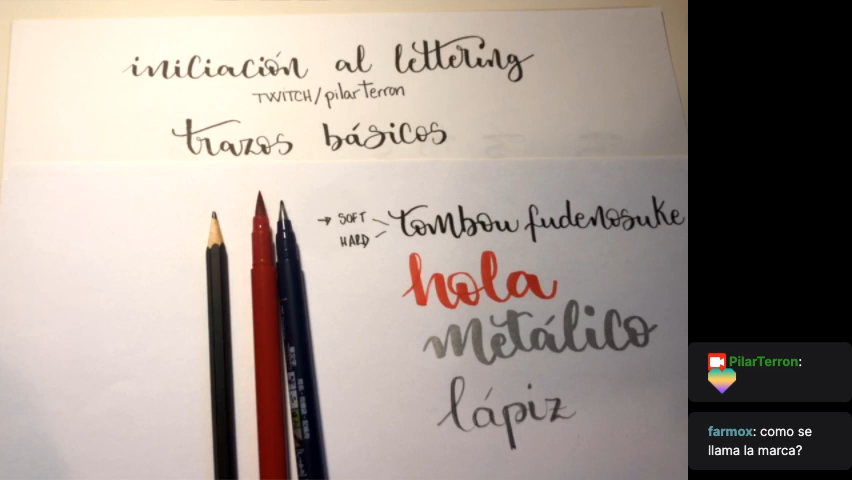 iniciación al lettering
TWITCH/pilarTerron
trazos básicos
→ SOFT
HARD
tombow fudenosuke
hola
metálico
lápiz
PilarTerron:
farmox: como se
llama la marca?